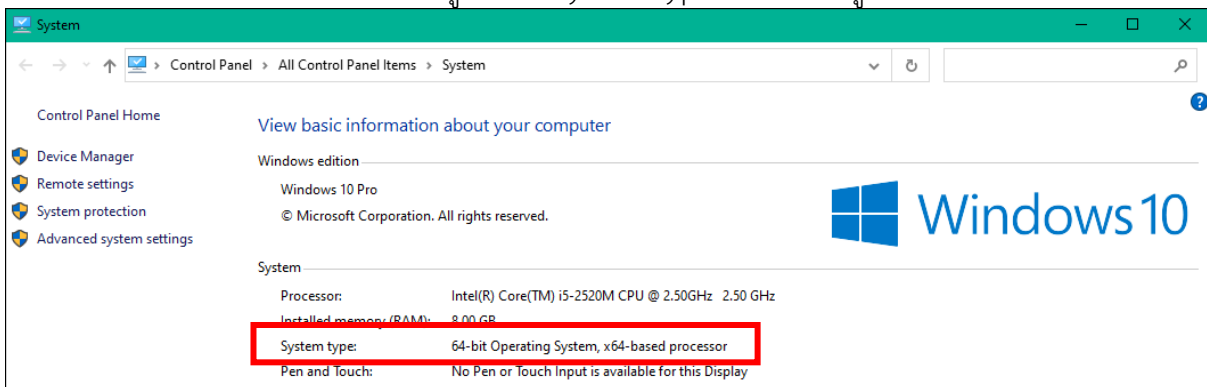 System
Control Panel > All Control Panel Items > System
Control Panel Home
Device Manager
Remote settings
System protection
Advanced system settings
View basic information about your computer
Windows edition
Windows 10 Pro
© Microsoft Corporation. All rights reserved.
Windows 10
System
Processor: Intel(R) Core(TM) i5-2520M CPU @ 2.50GHz 2.50 GHz
Installed memory (RAM): 8.00 GB
System type: 64-bit Operating System, x64-based processor
Pen and Touch: No Pen or Touch Input is available for this Display